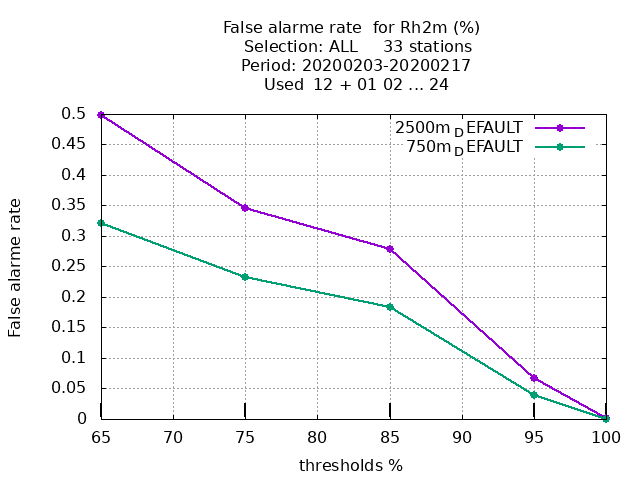 False alarme rate  for Rh2m (%)
Selection: ALL     33 stations
Period: 20200203-20200217
Used  12 + 01 02 ... 24
0.5
0.45
0.4
0.35
0.3
0.25
0.2
0.15
0.1
0.05
0
False alarme rate
2500m_DEFAULT
750m_DEFAULT
65 70 75 80 85 90 95 100
thresholds %